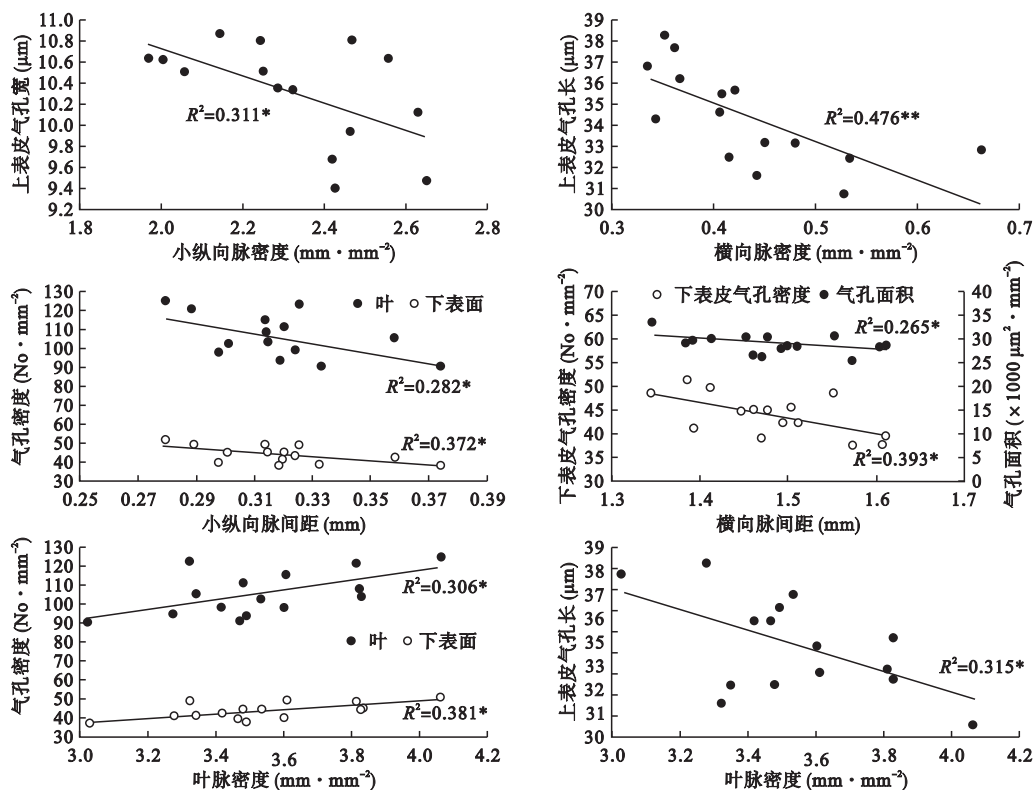 上表皮气孔宽 (μm)
11.0
10.8
10.6
10.4
10.2
10.0
9.8
9.6
9.4
9.2
R²=0.311*
1.8 2.0 2.2 2.4 2.6 2.8
小纵向脉密度 (mm·mm⁻²)
上表皮气孔长 (μm)
39
38
37
36
35
34
33
32
31
30
R²=0.476**
0.3 0.4 0.5 0.6 0.7
横向脉密度 (mm·mm⁻²)
气孔密度 (No·mm⁻²)
130
120
110
100
90
80
70
60
50
40
30
叶 下表面
R²=0.282*
R²=0.372*
0.25 0.27 0.29 0.31 0.33 0.35 0.37 0.39
小纵向脉间距 (mm)
下表皮气孔密度 (No·mm⁻²)
70
65
60
55
50
45
40
35
30
下表皮气孔密度 气孔面积
R²=0.265*
R²=0.393*
40
35
30
25
20
15
10
5
0
气孔面积 (×1000 μm²·mm⁻²)
1.3 1.4 1.5 1.6 1.7
横向脉间距 (mm)
气孔密度 (No·mm⁻²)
130
120
110
100
90
80
70
60
50
40
30
R²=0.306*
叶 下表面
R²=0.381*
3.0 3.2 3.4 3.6 3.8 4.0 4.2
叶脉密度 (mm·mm⁻²)
上表皮气孔长 (μm)
39
38
37
36
35
34
33
32
31
30
R²=0.315*
3.0 3.2 3.4 3.6 3.8 4.0 4.2
叶脉密度 (mm·mm⁻²)